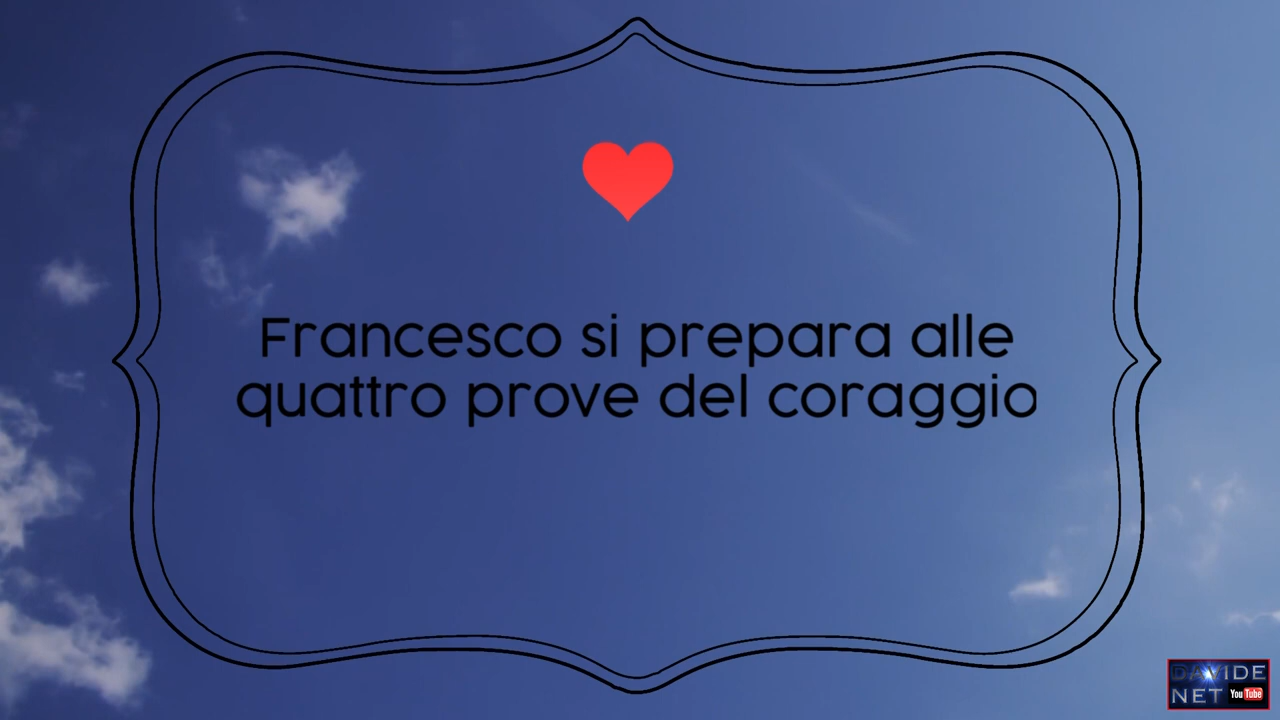 Francesco si prepara alle
quattro prove del coraggio
DAVIDE
NET YouTube